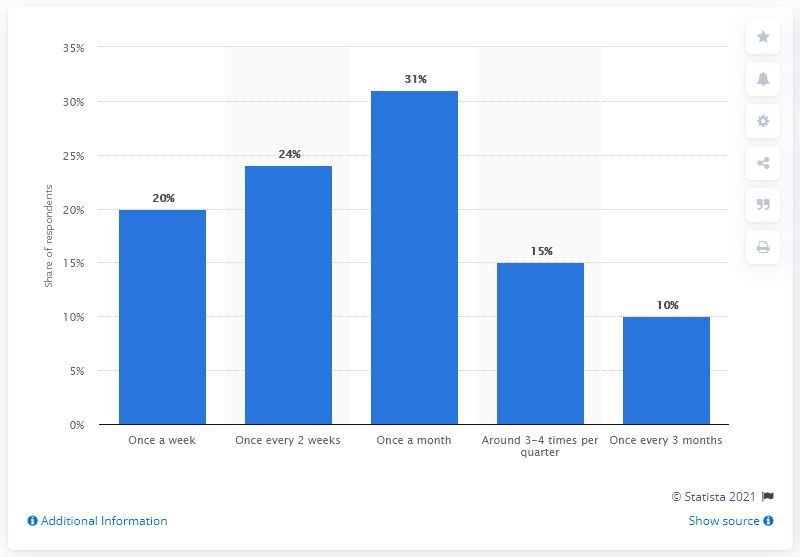 35%
30%
25%
20%
15%
10%
5%
0%
Share of respondents
20%
24%
31%
15%
10%
Once a week
Once every 2 weeks
Once a month
Around 3-4 times per
quarter
Once every 3 months
© Statista 2021
Additional Information
Show source